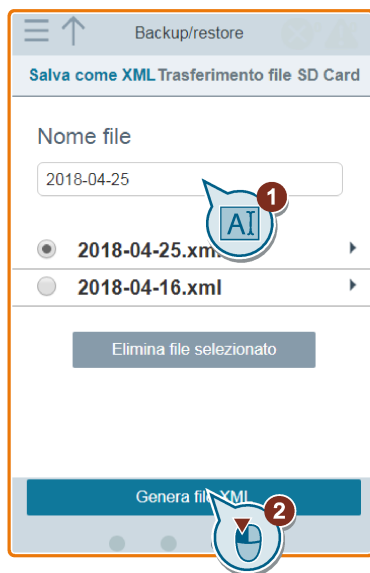 Backup/restore
Salva come XML Trasferimento file SD Card
Nome file
2018-04-25
1
AI
2018-04-25.xml
2018-04-16.xml
Elimina file selezionato
Genera file XML
2